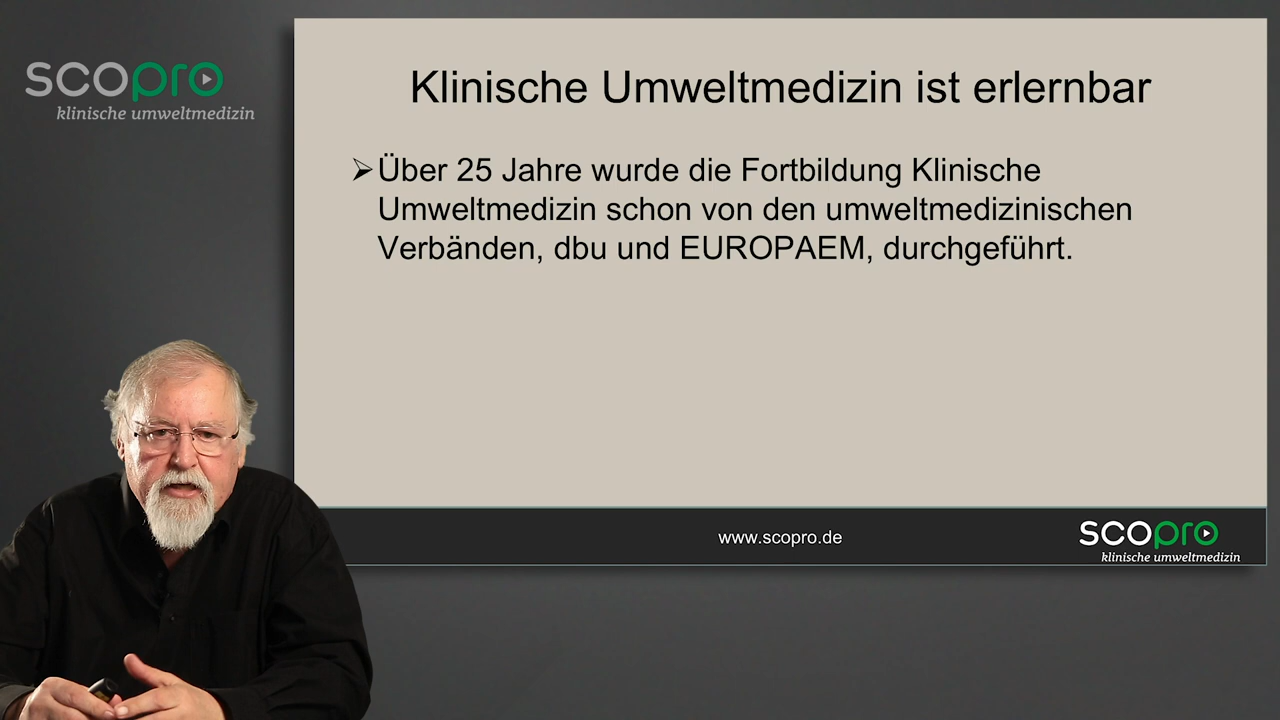 scopro
klinische umweltmedizin
Klinische Umweltmedizin ist erlernbar
➢Über 25 Jahre wurde die Fortbildung Klinische
Umweltmedizin schon von den umweltmedizinischen
Verbänden, dbu und EUROPAEM, durchgeführt.
www.scopro.de
scopro
klinische umweltmedizin